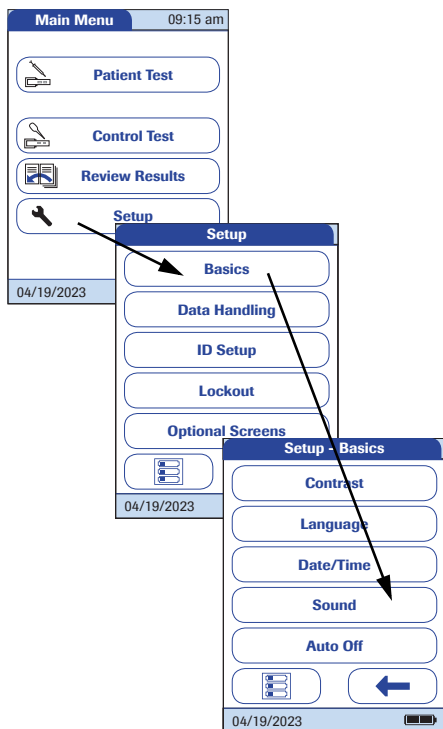 Main Menu 09:15 am
Patient Test
Control Test
Review Results
Setup
04/19/2023
Setup
Basics
Data Handling
ID Setup
Lockout
Optional Screens
04/19/2023
Setup - Basics
Contrast
Language
Date/Time
Sound
Auto Off
04/19/2023